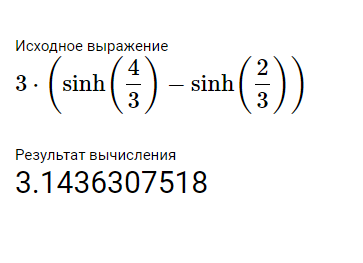 Исходное выражение
3 · (sinh(4/3) − sinh(2/3))
Результат вычисления
3.1436307518